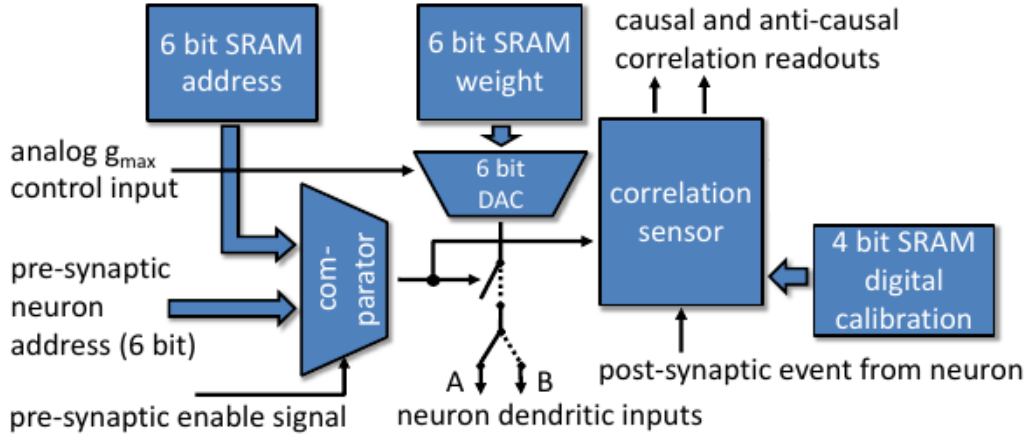 6 bit SRAM
address
6 bit SRAM
weight
causal and anti-causal
correlation readouts
analog gmax
control input
6 bit
DAC
correlation
sensor
4 bit SRAM
digital
calibration
pre-synaptic
neuron
address (6 bit)
com-
parator
pre-synaptic enable signal
A
B
neuron dendritic inputs
post-synaptic event from neuron